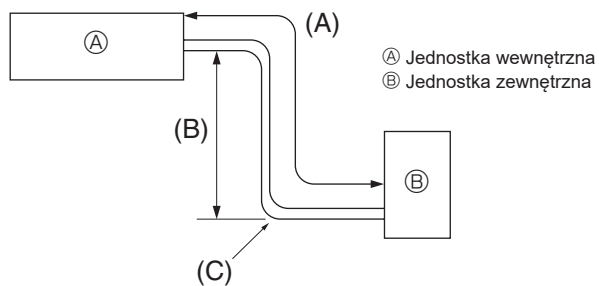 Ⓐ
(A)
Ⓐ Jednostka wewnętrzna
Ⓑ Jednostka zewnętrzna
(B)
Ⓑ
(C)